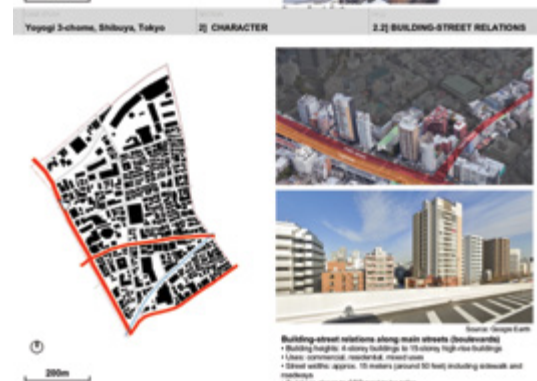 Yoyogi 3-chome, Shibuya, Tokyo
2] CHARACTER
2.2] BUILDING-STREET RELATIONS
Source: Google Earth
Building-street relations along main streets (boulevards)
• Building heights: 4-storey buildings to 15-storey high-rise buildings
• Uses: commercial, residential, mixed uses
• Street widths: approx. 15 meters (around 50 feet) including sidewalk and
roadways
200m